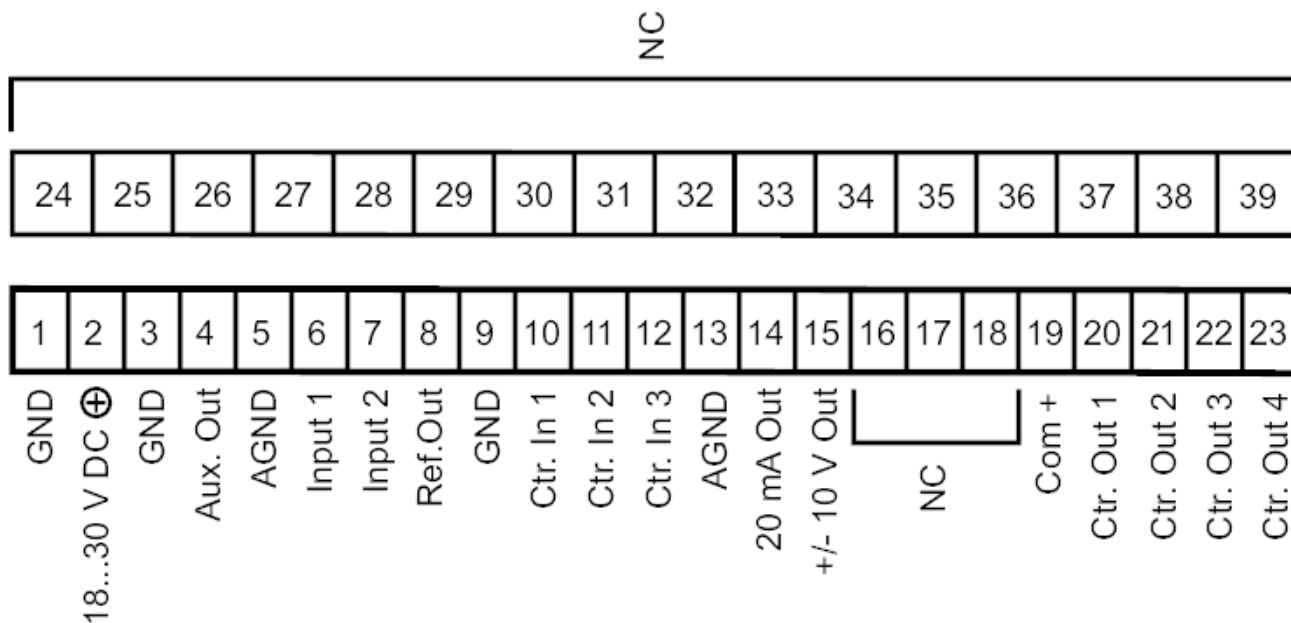 NC
24 25 26 27 28 29 30 31 32 33 34 35 36 37 38 39
1 2 3 4 5 6 7 8 9 10 11 12 13 14 15 16 17 18 19 20 21 22 23
GND
18...30 V DC ⊕
GND
Aux. Out
AGND
Input 1
Input 2
Ref.Out
GND
Ctr. In 1
Ctr. In 2
Ctr. In 3
AGND
20 mA Out
+/- 10 V Out
NC
Com +
Ctr. Out 1
Ctr. Out 2
Ctr. Out 3
Ctr. Out 4